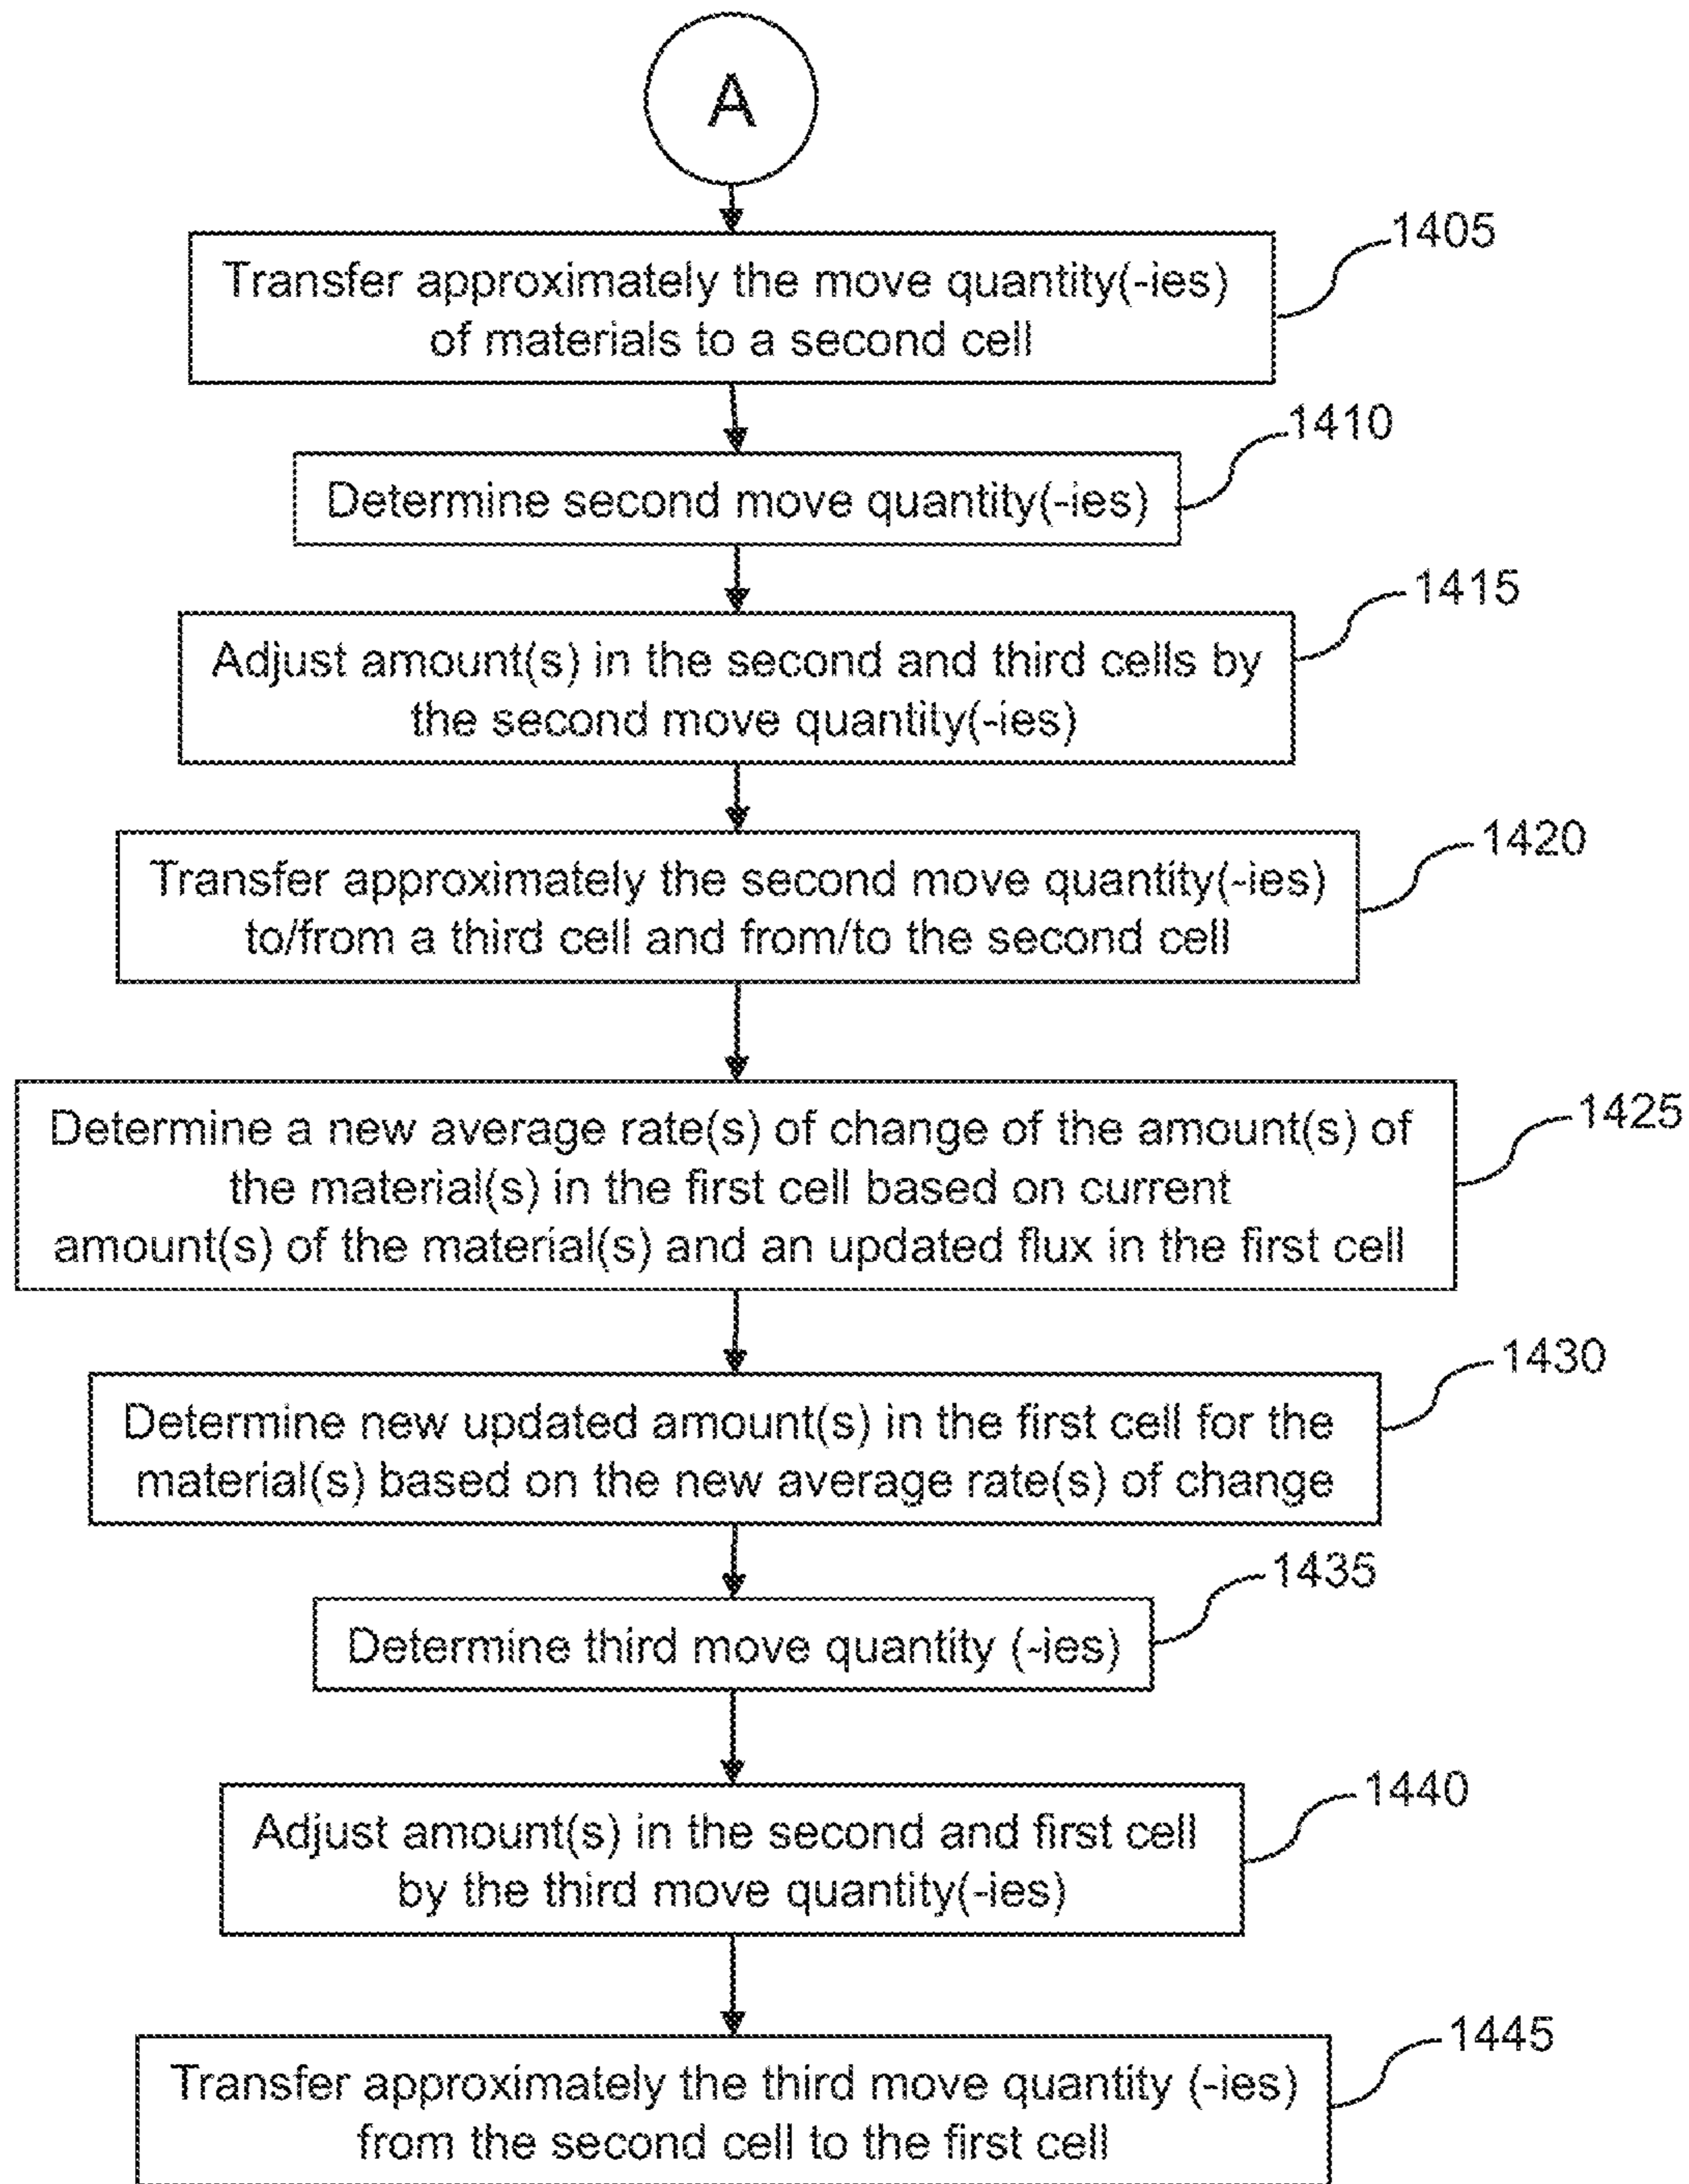 A
1405
Transfer approximately the move quantity(-ies)
of materials to a second cell
1410
Determine second move quantity(-ies)
1415
Adjust amount(s) in the second and third cells by
the second move quantity(-ies)
1420
Transfer approximately the second move quantity(-ies)
to/from a third cell and from/to the second cell
1425
Determine a new average rate(s) of change of the amount(s) of
the material(s) in the first cell based on current
amount(s) of the material(s) and an updated flux in the first cell
1430
Determine new updated amount(s) in the first cell for the
material(s) based on the new average rate(s) of change
1435
Determine third move quantity (-ies)
1440
Adjust amount(s) in the second and first cell
by the third move quantity(-ies)
1445
Transfer approximately the third move quantity (-ies)
from the second cell to the first cell